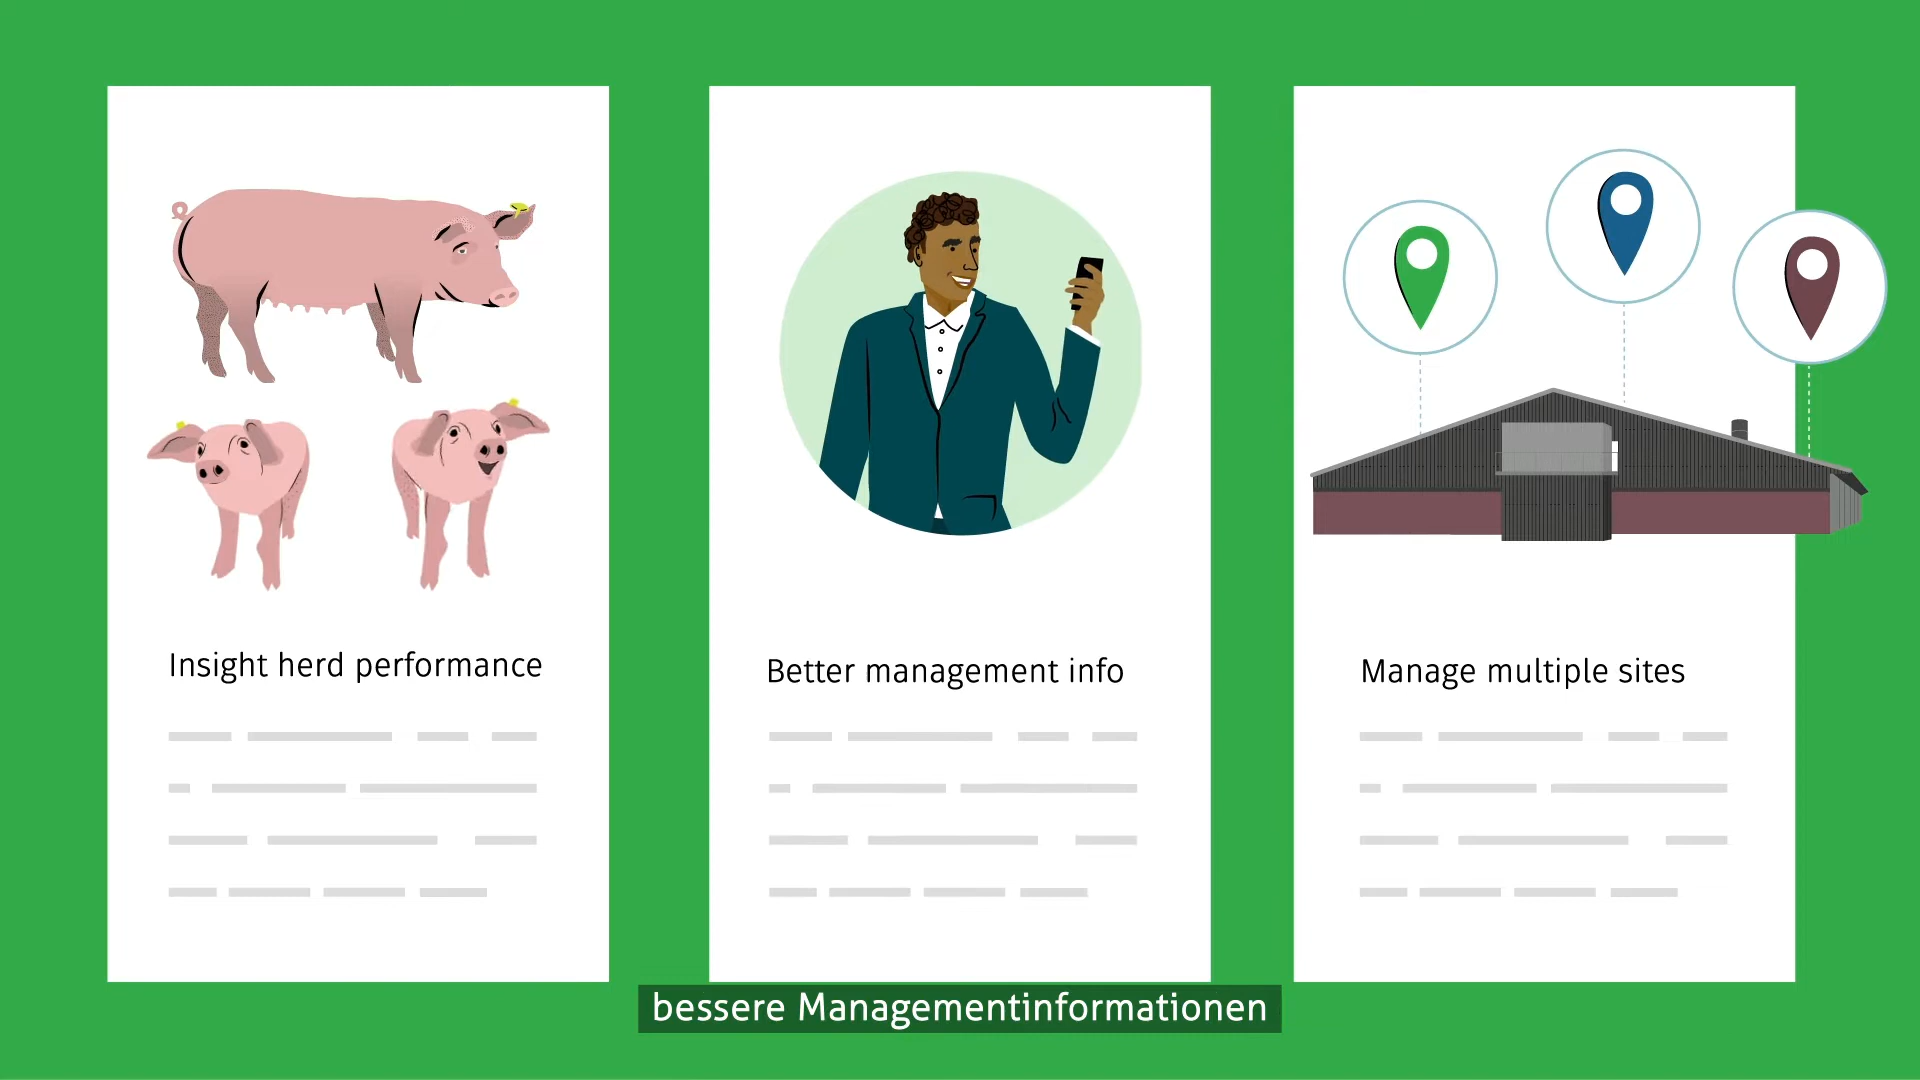 Insight herd performance
Better management info
Manage multiple sites
bessere Managementinformationen